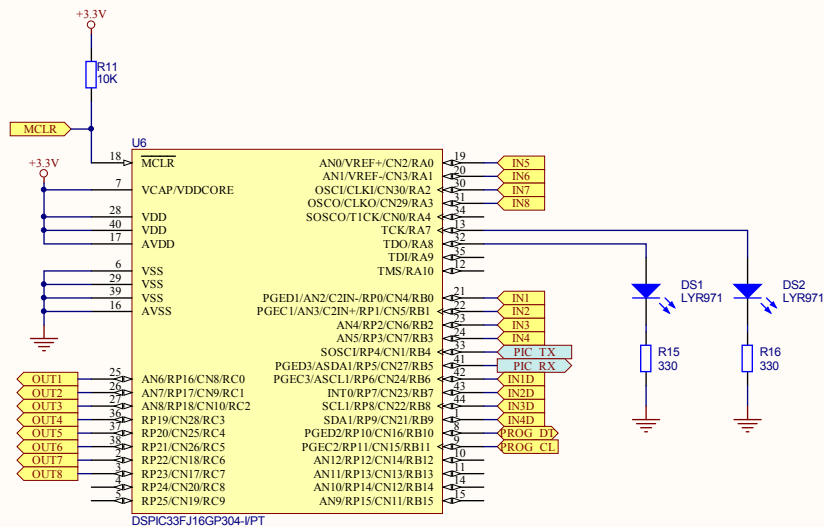 +3.3V
R11
10K
MCLR
U6
+3.3V
18 MCLR
7 VCAP/VDDCORE
28 VDD
40 VDD
17 AVDD
6 VSS
29 VSS
39 VSS
16 AVSS
OUT1 25 AN6/RP16/CN8/RC0
OUT2 26 AN7/RP17/CN9/RC1
OUT3 27 AN8/RP18/CN10/RC2
OUT4 36 RP19/CN28/RC3
OUT5 37 RP20/CN25/RC4
OUT6 38 RP21/CN26/RC5
OUT7 2 RP22/CN18/RC6
OUT8 3 RP23/CN17/RC7
4 RP24/CN20/RC8
5 RP25/CN19/RC9
AN0/VREF+/CN2/RA0 19 IN5
AN1/VREF-/CN3/RA1 20 IN6
OSCI/CLKI/CN30/RA2 30 IN7
OSCO/CLKO/CN29/RA3 31 IN8
SOSCO/T1CK/CN0/RA4 34
TCK/RA7 13
TDO/RA8 32
TDI/RA9 35
TMS/RA10 12
PGED1/AN2/C2IN-/RP0/CN4/RB0 21 IN1
PGEC1/AN3/C2IN+/RP1/CN5/RB1 22 IN2
AN4/RP2/CN6/RB2 23 IN3
AN5/RP3/CN7/RB3 24 IN4
SOSCI/RP4/CN1/RB4 33 PIC_TX
PGED3/ASDA1/RP5/CN27/RB5 41 PIC_RX
PGEC3/ASCL1/RP6/CN24/RB6 42 IN1D
INT0/RP7/CN23/RB7 43 IN2D
SCL1/RP8/CN22/RB8 44 IN3D
SDA1/RP9/CN21/RB9 1 IN4D
PGED2/RP10/CN16/RB10 8 PROG_DT
PGEC2/RP11/CN15/RB11 9 PROG_CL
AN12/RP12/CN14/RB12 10
AN11/RP13/CN13/RB13 11
AN10/RP14/CN12/RB14 14
AN9/RP15/CN11/RB15 15
DSPIC33FJ16GP304-I/PT
DS1
LYR971
DS2
LYR971
R15
330
R16
330